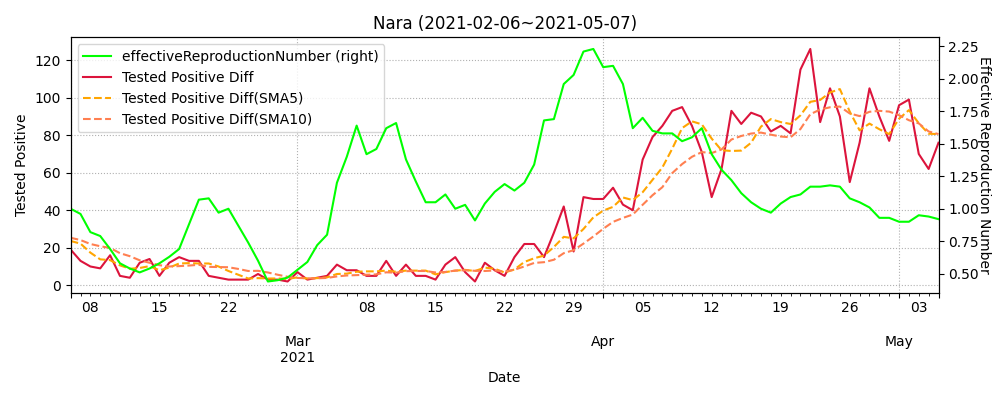 Nara (2021-02-06~2021-05-07)
effectiveReproductionNumber (right)
Tested Positive Diff
Tested Positive Diff(SMA5)
Tested Positive Diff(SMA10)
Tested Positive
120
100
80
60
40
20
0
2.25
2.00
1.75
1.50
1.25
1.00
0.75
0.50
Effective Reproduction Number
08 15 22 08 15 22 29 05 12 19 26 03
Mar Apr May
2021
Date